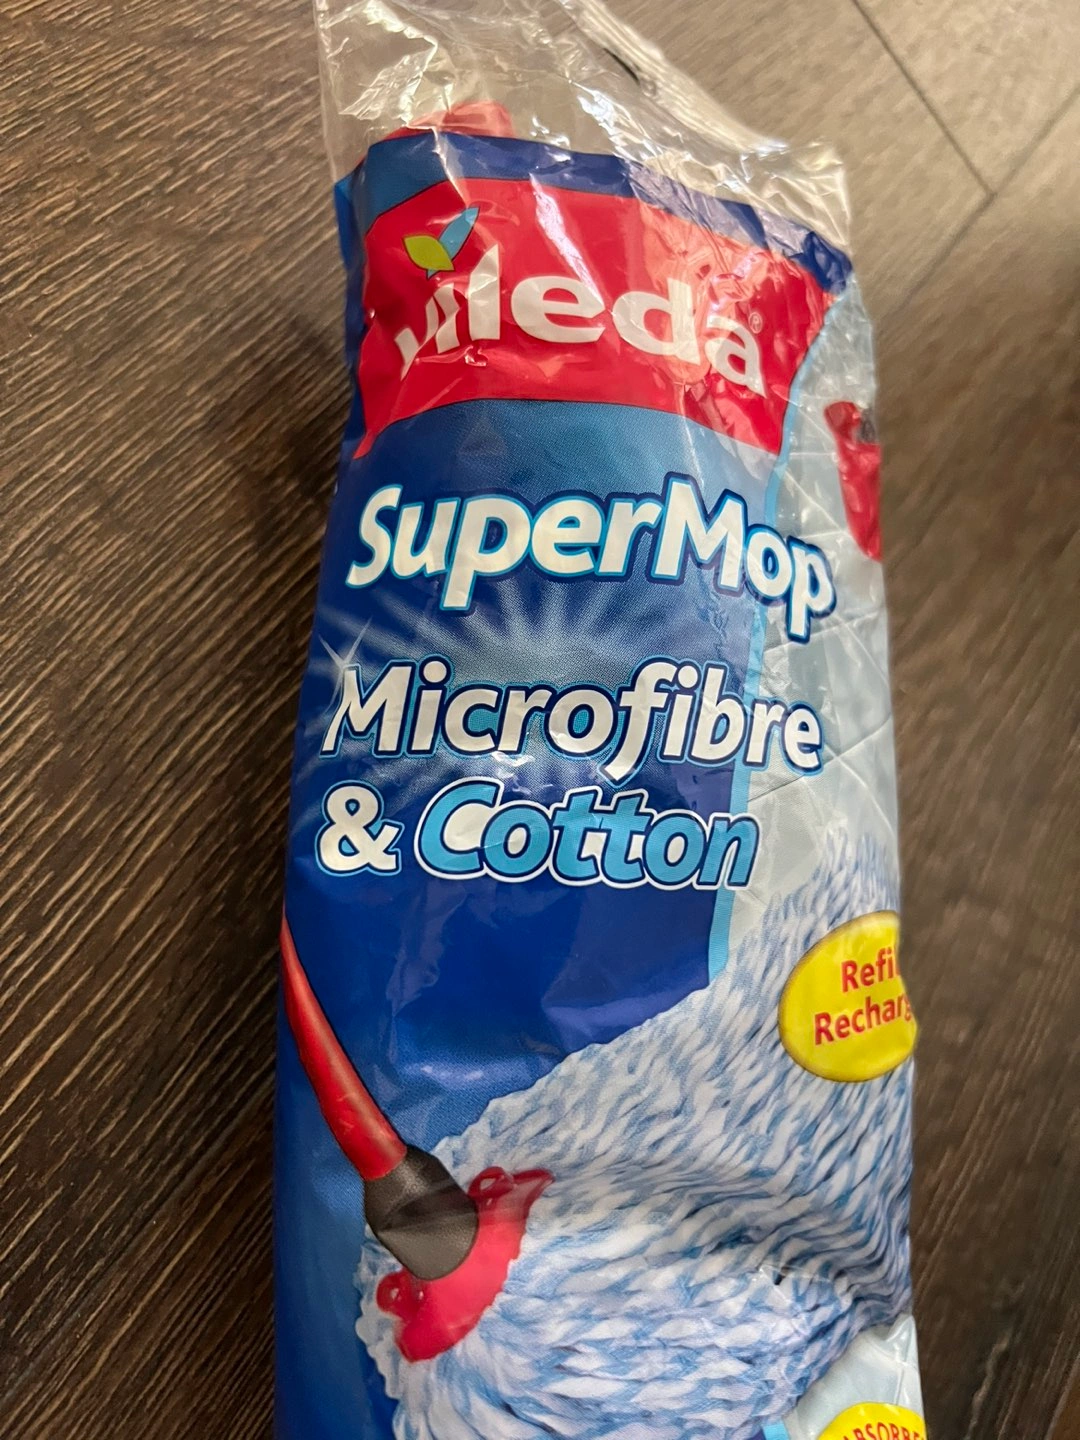 vileda®
SuperMop
Microfibre
& Cotton